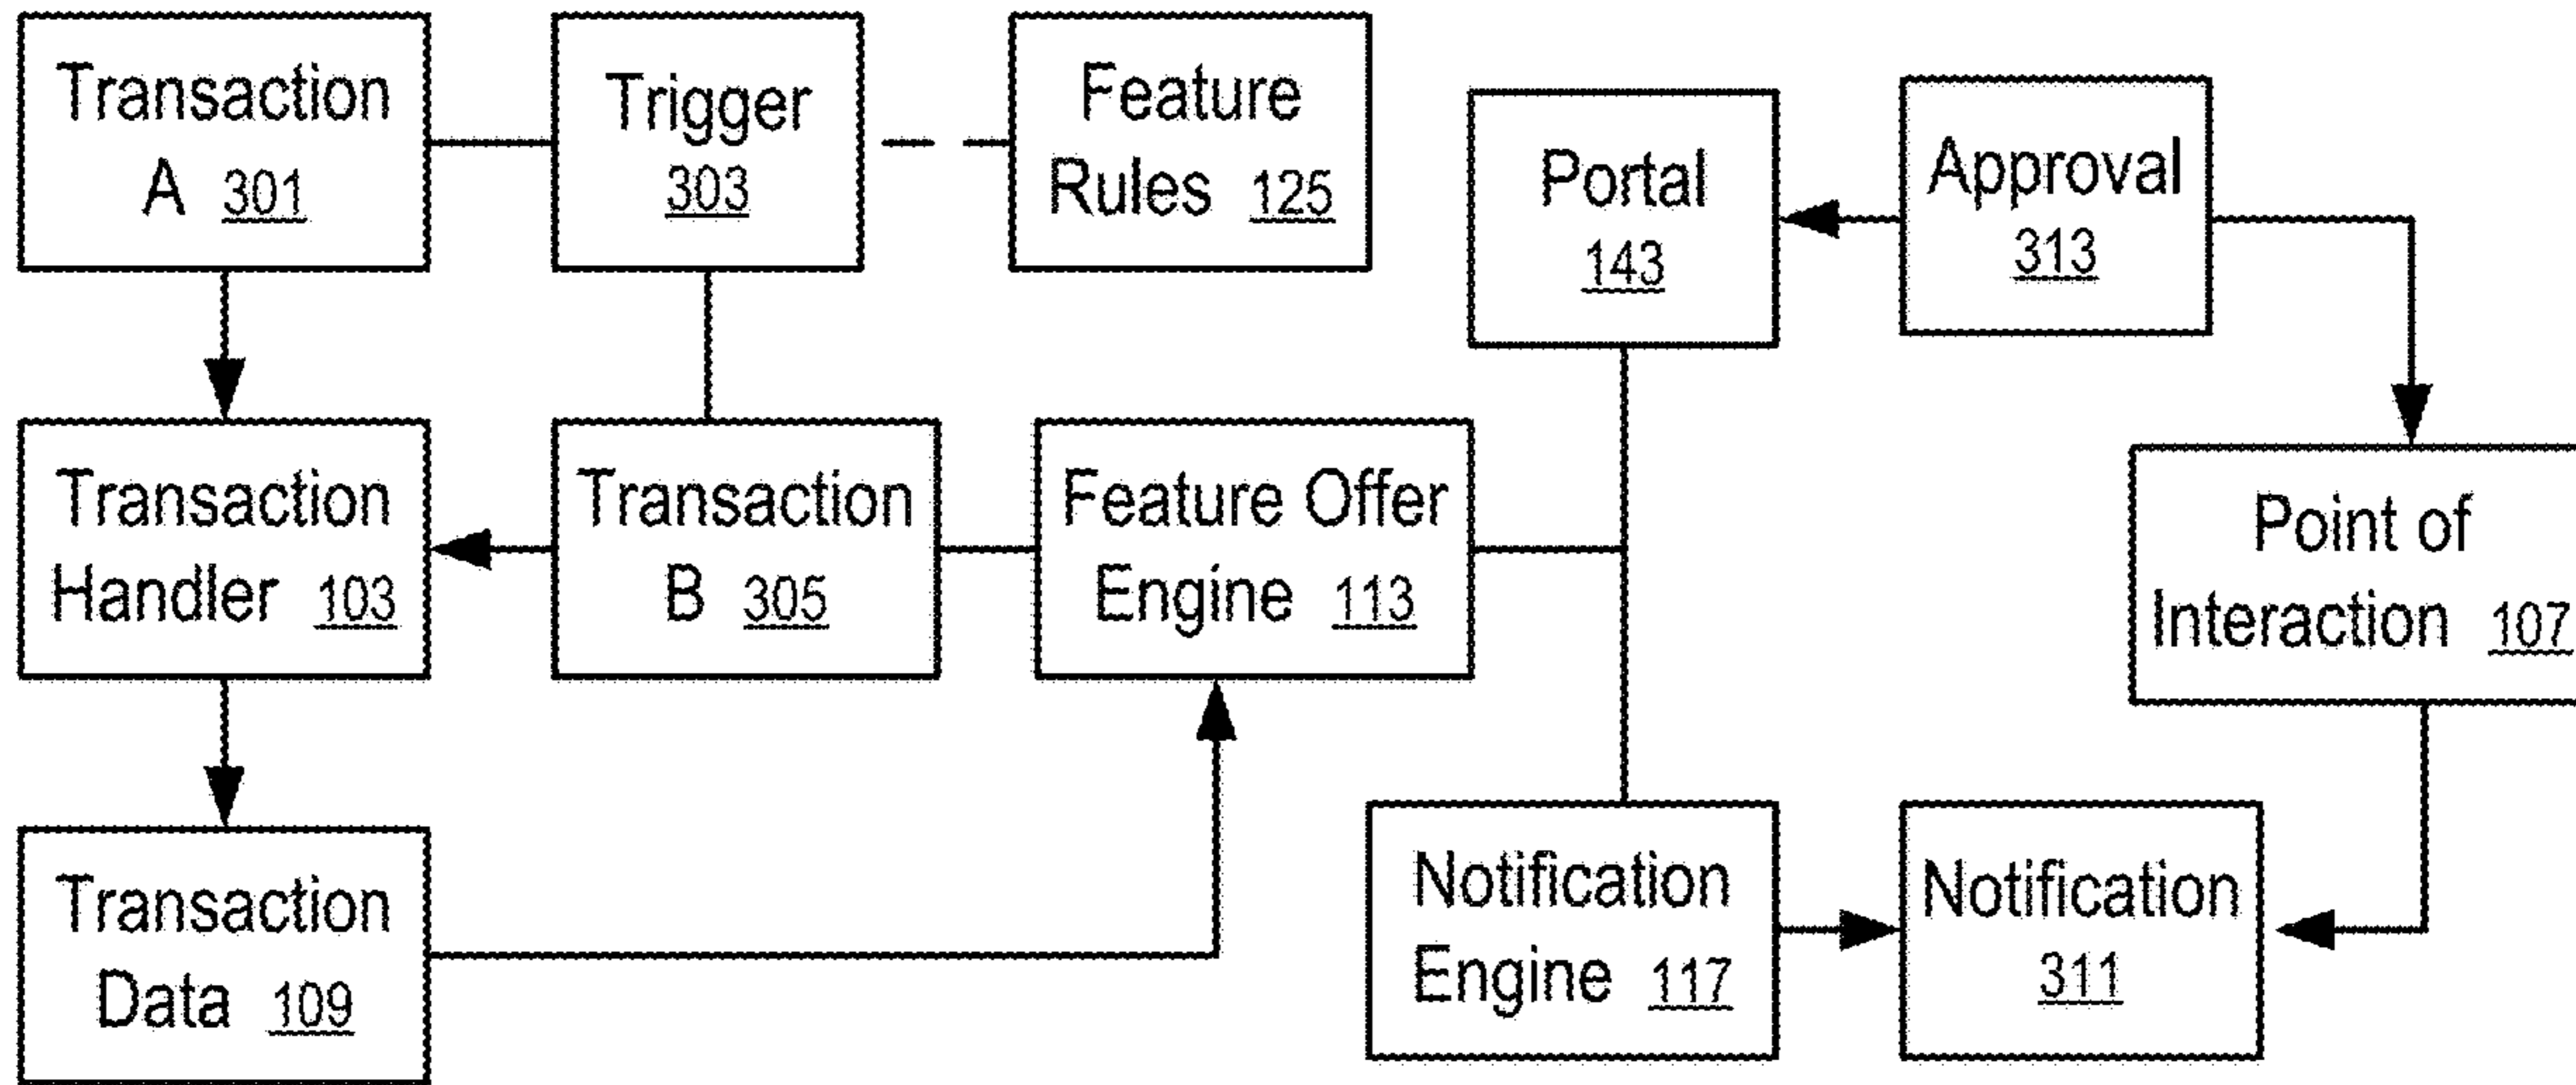 Transaction
A 301
Trigger
303
Feature
Rules 125
Portal
143
Approval
313
Transaction
Handler 103
Transaction
B 305
Feature Offer
Engine 113
Point of
Interaction 107
Transaction
Data 109
Notification
Engine 117
Notification
311